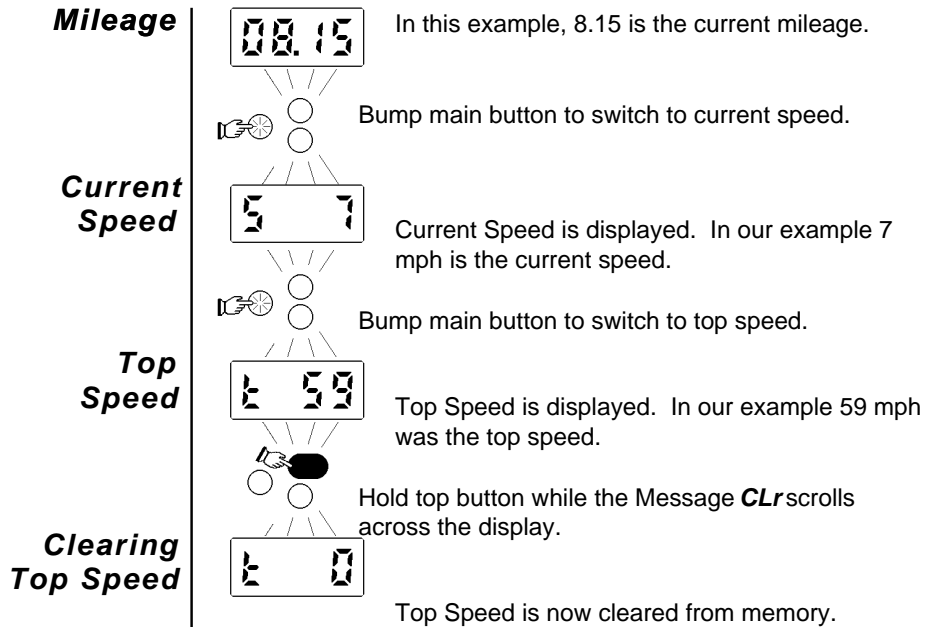 Mileage
08.15
In this example, 8.15 is the current mileage.
Bump main button to switch to current speed.
Current
Speed
S 7
Current Speed is displayed. In our example 7
mph is the current speed.
Bump main button to switch to top speed.
Top
Speed
t 59
Top Speed is displayed. In our example 59 mph
was the top speed.
Hold top button while the Message CLr scrolls
across the display.
Clearing
Top Speed
t 0
Top Speed is now cleared from memory.